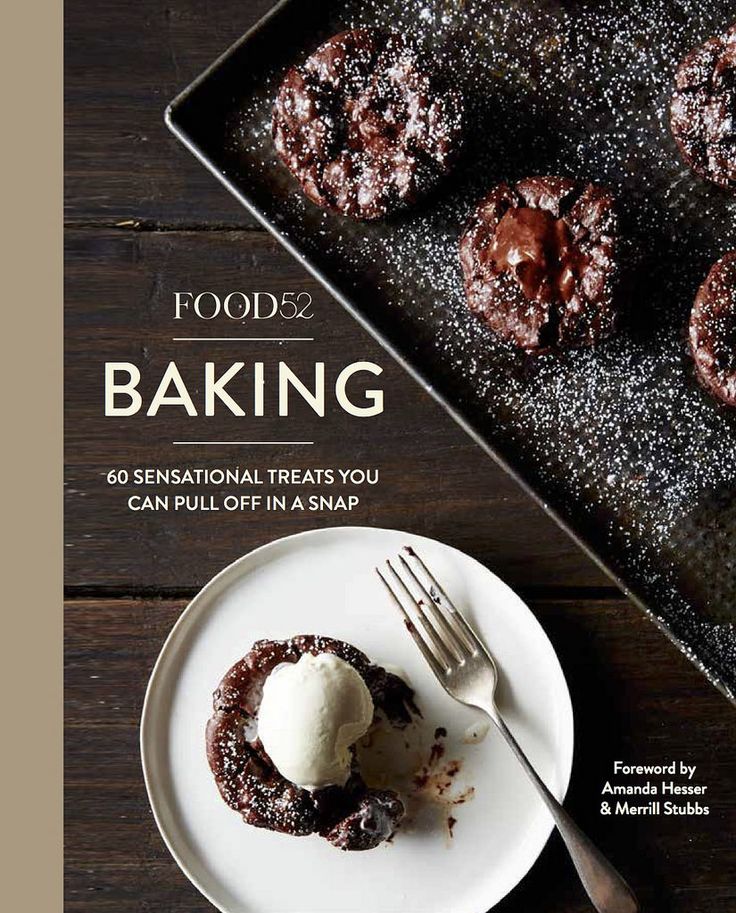 FOOD52
BAKING
60 SENSATIONAL TREATS YOU
CAN PULL OFF IN A SNAP
Foreword by
Amanda Hesser
& Merrill Stubbs